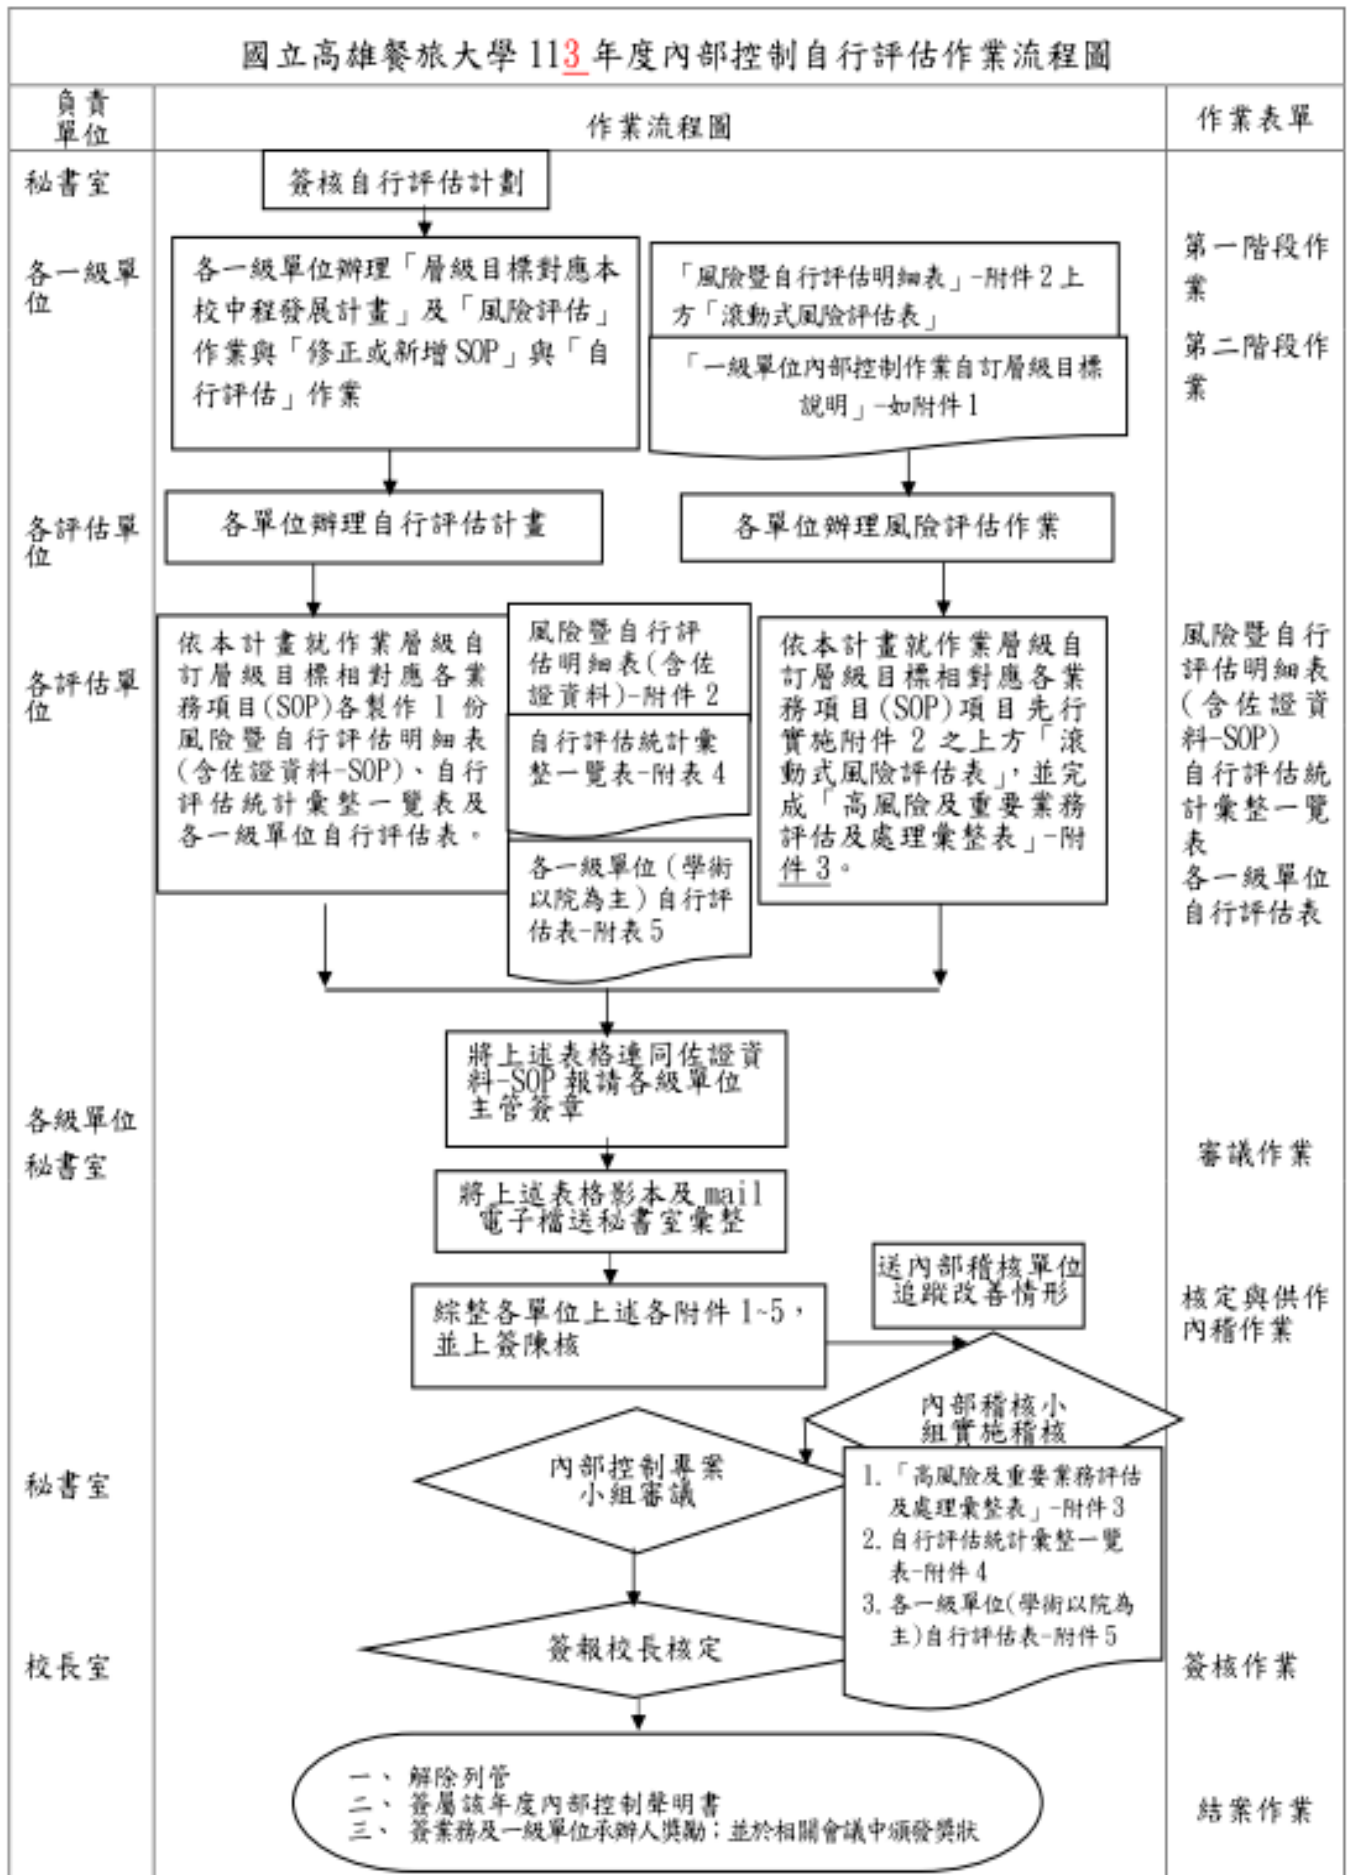 國立高雄餐旅大學 113 年度內部控制自行評估作業流程圖
負責
單位
作業流程圖
作業表單
秘書室
簽核自行評估計劃
各一級單
位
各一級單位辦理「層級目標對應本
校中程發展計畫」及「風險評估」
作業與「修正或新增 SOP」與「自
行評估」作業
「風險暨自行評估明細表」-附件 2 上
方「滾動式風險評估表」
「一級單位內部控制作業自訂層級目標
說明」-如附件 1
第一階段作
業
第二階段作
業
各評估單
位
各單位辦理自行評估計畫
各單位辦理風險評估作業
各評估單
位
依本計畫就作業層級自
訂層級目標相對應各業
務項目(SOP)各製作 1 份
風險暨自行評估明細表
(含佐證資料-SOP)、自行
評估統計彙整一覽表及
各一級單位自行評估表。
風險暨自行評
估明細表(含佐
證資料)-附件 2
自行評估統計彙
整一覽表-附表 4
各一級單位（學術
以院為主）自行評
估表-附表 5
依本計畫就作業層級自
訂層級目標相對應各業
務項目(SOP)項目先行
實施附件 2 之上方「滾
動式風險評估表」，並完
成「高風險及重要業務
評估及處理彙整表」-附
件 3。
風險暨自行
評估明細表
(含佐證資
料-SOP)
自行評估統
計彙整一覽
表
各一級單位
自行評估表
將上述表格連同佐證資
料-SOP 報請各級單位
主管簽章
各級單位
秘書室
將上述表格影本及 mail
電子檔送秘書室彙整
審議作業
綜整各單位上述各附件 1~5，
並上簽陳核
送內部稽核單位
追蹤改善情形
核定與供作
內稽作業
內部稽核小
組實施稽核
秘書室
內部控制專案
小組審議
1.「高風險及重要業務評估
及處理彙整表」-附件 3
2. 自行評估統計彙整一覽
表-附件 4
3. 各一級單位(學術以院為
主)自行評估表-附件 5
校長室
簽報校長核定
簽核作業
一、 解除列管
二、 簽屬該年度內部控制聲明書
三、 簽業務及一級單位承辦人獎勵；並於相關會議中頒發獎狀
結案作業